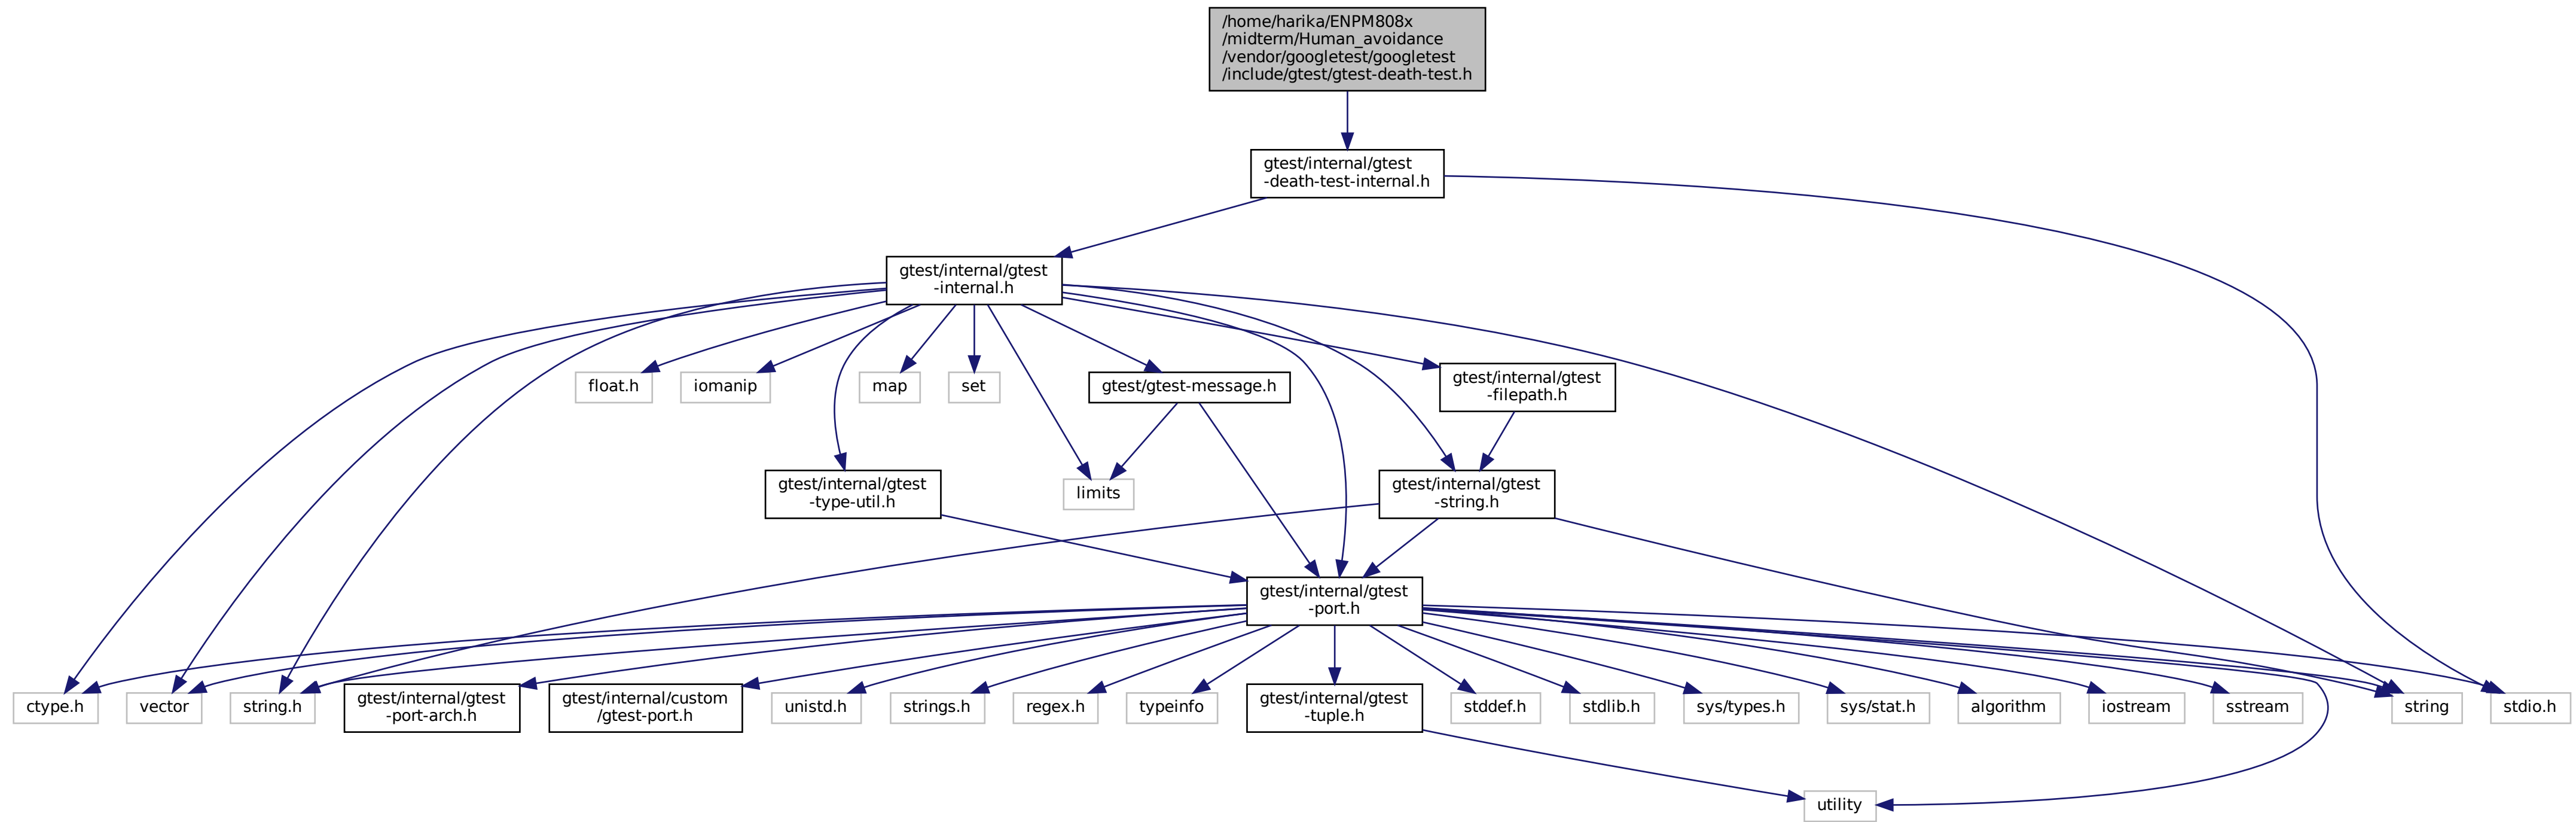 /home/harika/ENPM808x
/midterm/Human_avoidance
/vendor/googletest/googletest
/include/gtest/gtest-death-test.h
gtest/internal/gtest
-death-test-internal.h
gtest/internal/gtest
-internal.h
float.h
iomanip
map
set
gtest/gtest-message.h
gtest/internal/gtest
-filepath.h
gtest/internal/gtest
-type-util.h
limits
gtest/internal/gtest
-string.h
gtest/internal/gtest
-port.h
ctype.h
vector
string.h
gtest/internal/gtest
-port-arch.h
gtest/internal/custom
/gtest-port.h
unistd.h
strings.h
regex.h
typeinfo
gtest/internal/gtest
-tuple.h
stddef.h
stdlib.h
sys/types.h
sys/stat.h
algorithm
iostream
sstream
string
stdio.h
utility